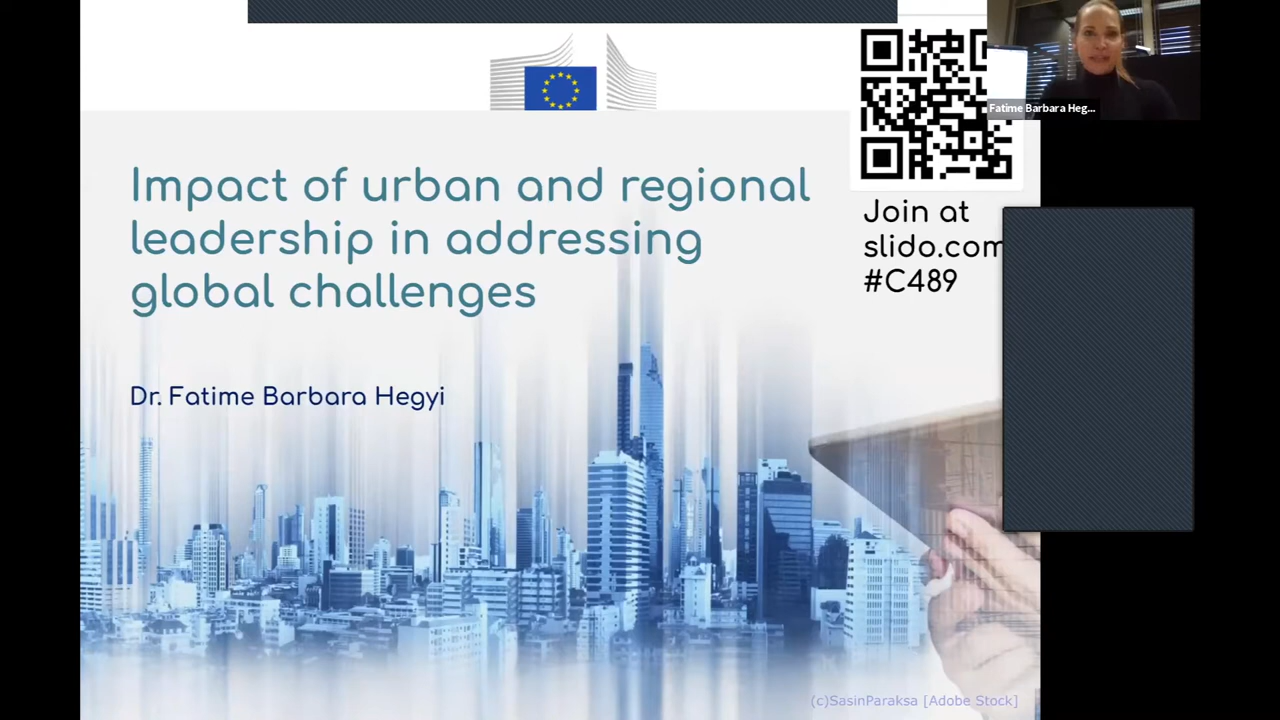 Impact of urban and regional
leadership in addressing
global challenges
Dr. Fatime Barbara Hegyi
Join at
slido.com
#C489
Fatime Barbara Heg...
(c)SasinParaksa [Adobe Stock]